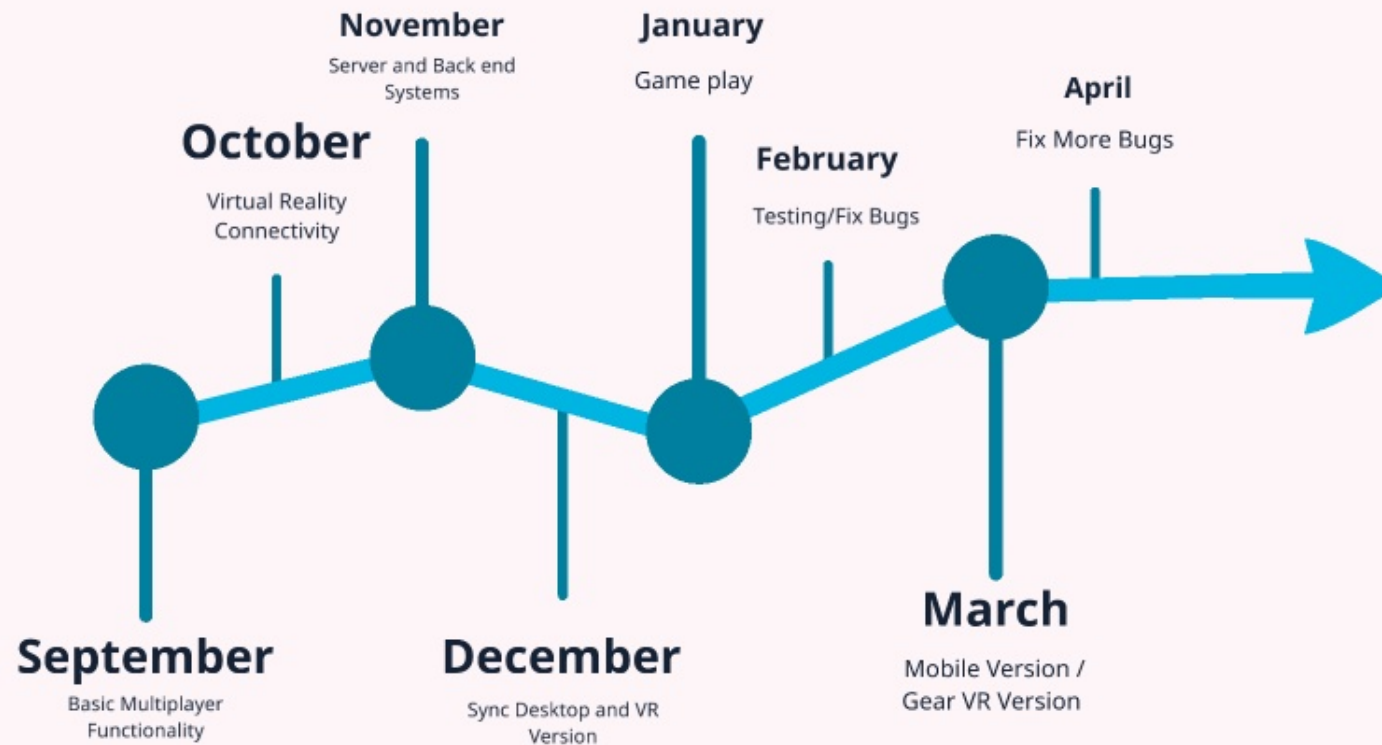 November
Server and Back end
Systems
January
Game play
April
Fix More Bugs
October
Virtual Reality
Connectivity
February
Testing/Fix Bugs
September
Basic Multiplayer
Functionality
December
Sync Desktop and VR
Version
March
Mobile Version /
Gear VR Version